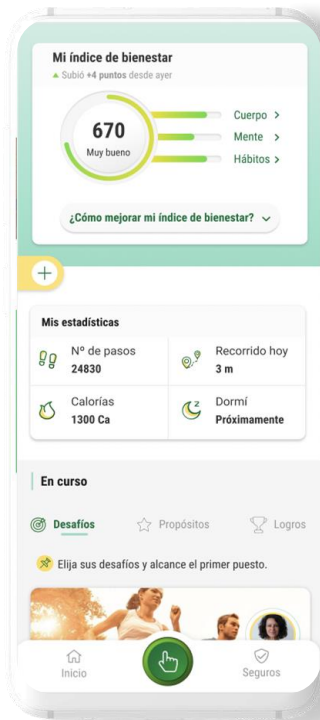 Mi índice de bienestar
Subió +4 puntos desde ayer
670
Muy bueno
Cuerpo >
Mente >
Hábitos >
¿Cómo mejorar mi índice de bienestar?
Mis estadísticas
Nº de pasos
24830
Recorrido hoy
3 m
Calorías
1300 Ca
Dormí
Próximamente
En curso
Desafíos
Propósitos
Logros
Elija sus desafíos y alcance el primer puesto.
Inicio
Seguros